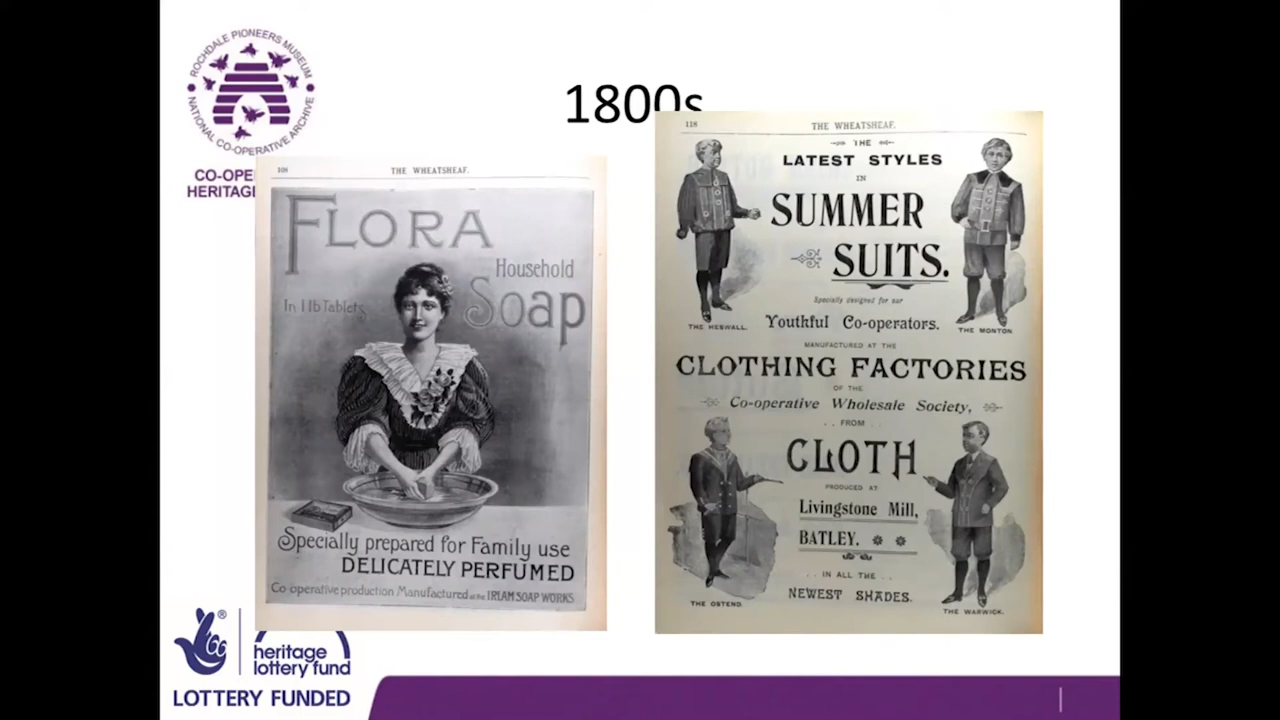 ROCHDALE PIONEERS MUSEUM
NATIONAL CO-OPERATIVE ARCHIVE
CO-OPE
HERITAGE
1800s
108
THE WHEATSHEAF.
FLORA
Household
Soap
In 1 lb Tablets
Specially prepared for Family use
DELICATELY PERFUMED
Co-operative production Manufactured at the IRLAM SOAP WORKS
118
THE WHEATSHEAF.
THE
LATEST STYLES
IN
SUMMER
SUITS.
Specially designed for our
Youthful Co-operators.
THE HESWALL.
THE MONTON
MANUFACTURED AT THE
CLOTHING FACTORIES
OF THE
Co-operative Wholesale Society,
. . FROM . .
CLOTH
PRODUCED AT
Livingstone Mill,
BATLEY.
. . IN ALL THE . .
NEWEST SHADES.
THE OSTEND.
THE WARWICK.
heritage
lottery fund
LOTTERY FUNDED